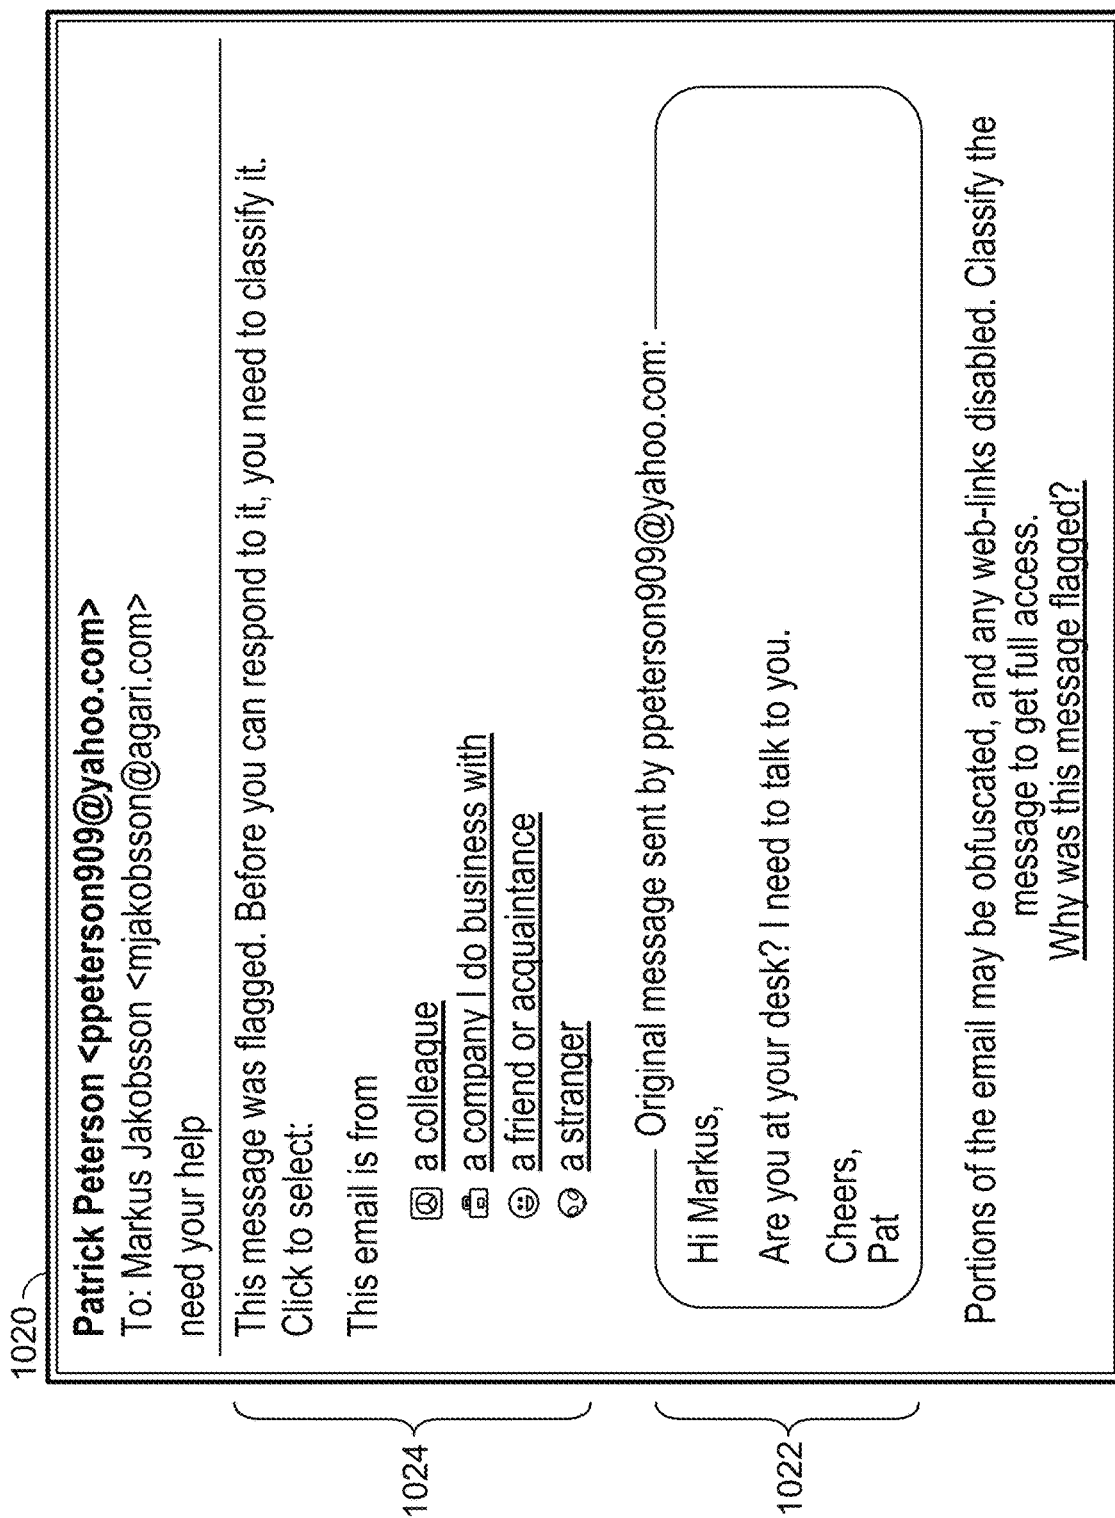 1020
Patrick Peterson <ppeterson909@yahoo.com>
To: Markus Jakobsson <mjakobsson@agari.com>
need your help
This message was flagged. Before you can respond to it, you need to classify it.
Click to select:
This email is from
a colleague
a company I do business with
a friend or acquaintance
a stranger
1024
Original message sent by ppeterson909@yahoo.com:
Hi Markus,
Are you at your desk? I need to talk to you.
Cheers,
Pat
1022
Portions of the email may be obfuscated, and any web-links disabled. Classify the
message to get full access.
Why was this message flagged?